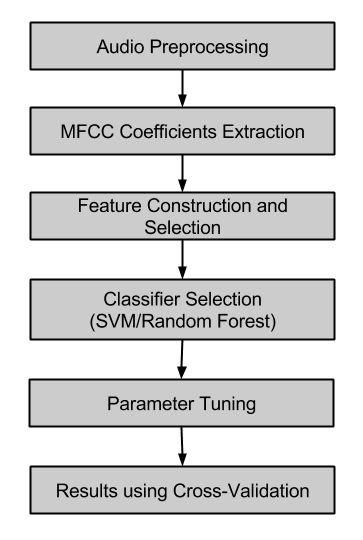 Audio Preprocessing
MFCC Coefficients Extraction
Feature Construction and
Selection
Classifier Selection
(SVM/Random Forest)
Parameter Tuning
Results using Cross-Validation